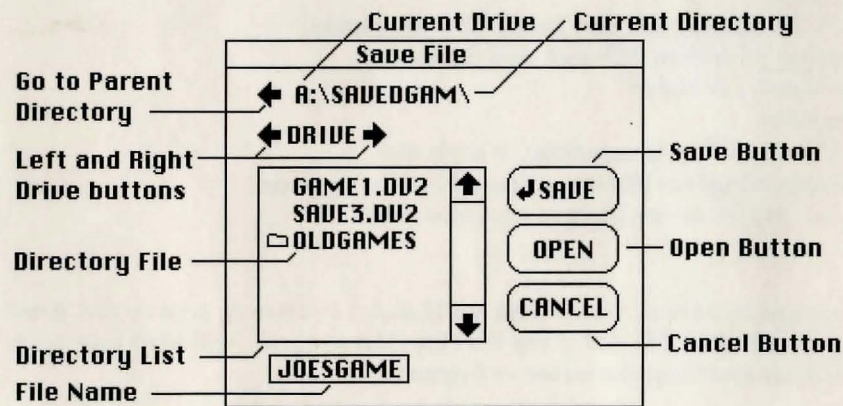 Current Drive
Current Directory
Save File
Go to Parent
Directory
A:\SAVEDGAM\
DRIVE
Left and Right
Drive buttons
Save Button
GAME1.DV2
SAVE3.DV2
OLDGAMES
SAVE
Directory File
OPEN
Open Button
CANCEL
Directory List
Cancel Button
JOESGAME
File Name